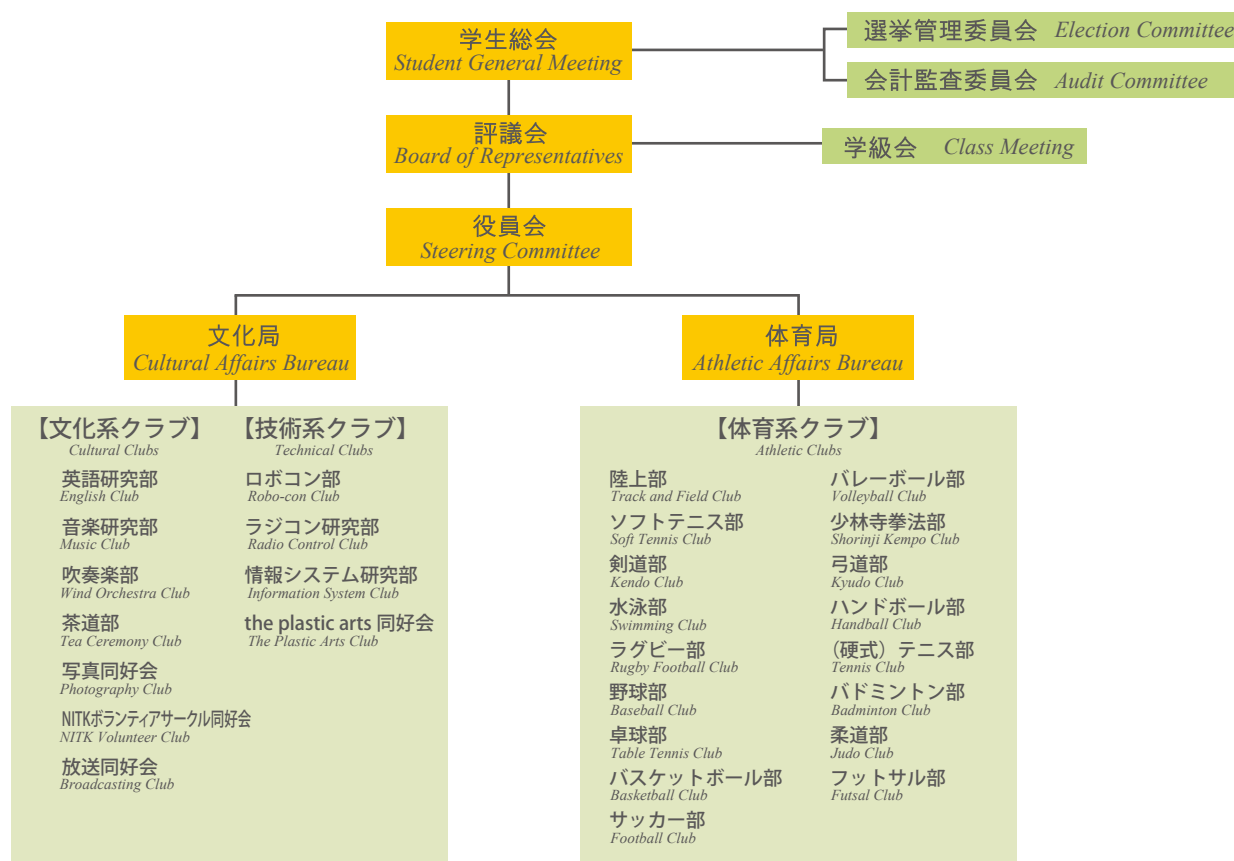 学生総会
Student General Meeting
選挙管理委員会 Election Committee
会計監査委員会 Audit Committee
評議会
Board of Representatives
学級会 Class Meeting
役員会
Steering Committee
文化局
Cultural Affairs Bureau
体育局
Athletic Affairs Bureau
【文化系クラブ】
Cultural Clubs
英語研究部
English Club
音楽研究部
Music Club
吹奏楽部
Wind Orchestra Club
茶道部
Tea Ceremony Club
写真同好会
Photography Club
NITKボランティアサークル同好会
NITK Volunteer Club
放送同好会
Broadcasting Club
【技術系クラブ】
Technical Clubs
ロボコン部
Robo-con Club
ラジコン研究部
Radio Control Club
情報システム研究部
Information System Club
the plastic arts 同好会
The Plastic Arts Club
【体育系クラブ】
Athletic Clubs
陸上部
Track and Field Club
ソフトテニス部
Soft Tennis Club
剣道部
Kendo Club
水泳部
Swimming Club
ラグビー部
Rugby Football Club
野球部
Baseball Club
卓球部
Table Tennis Club
バスケットボール部
Basketball Club
サッカー部
Football Club
バレーボール部
Volleyball Club
少林寺拳法部
Shorinji Kempo Club
弓道部
Kyudo Club
ハンドボール部
Handball Club
（硬式）テニス部
Tennis Club
バドミントン部
Badminton Club
柔道部
Judo Club
フットサル部
Futsal Club